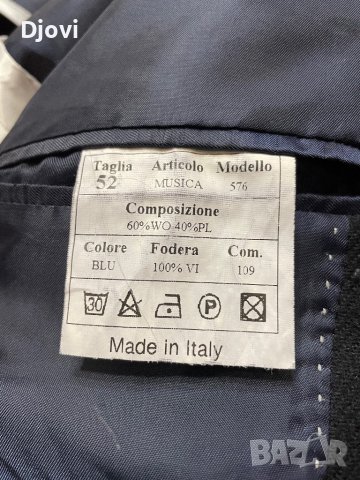 Djovi
Taglia Articolo Modello
52 MUSICA 576
Composizione
60%WO-40%PL
Colore Fodera Com.
BLU 100% VI 109
30 P
Made in Italy
BAZAR